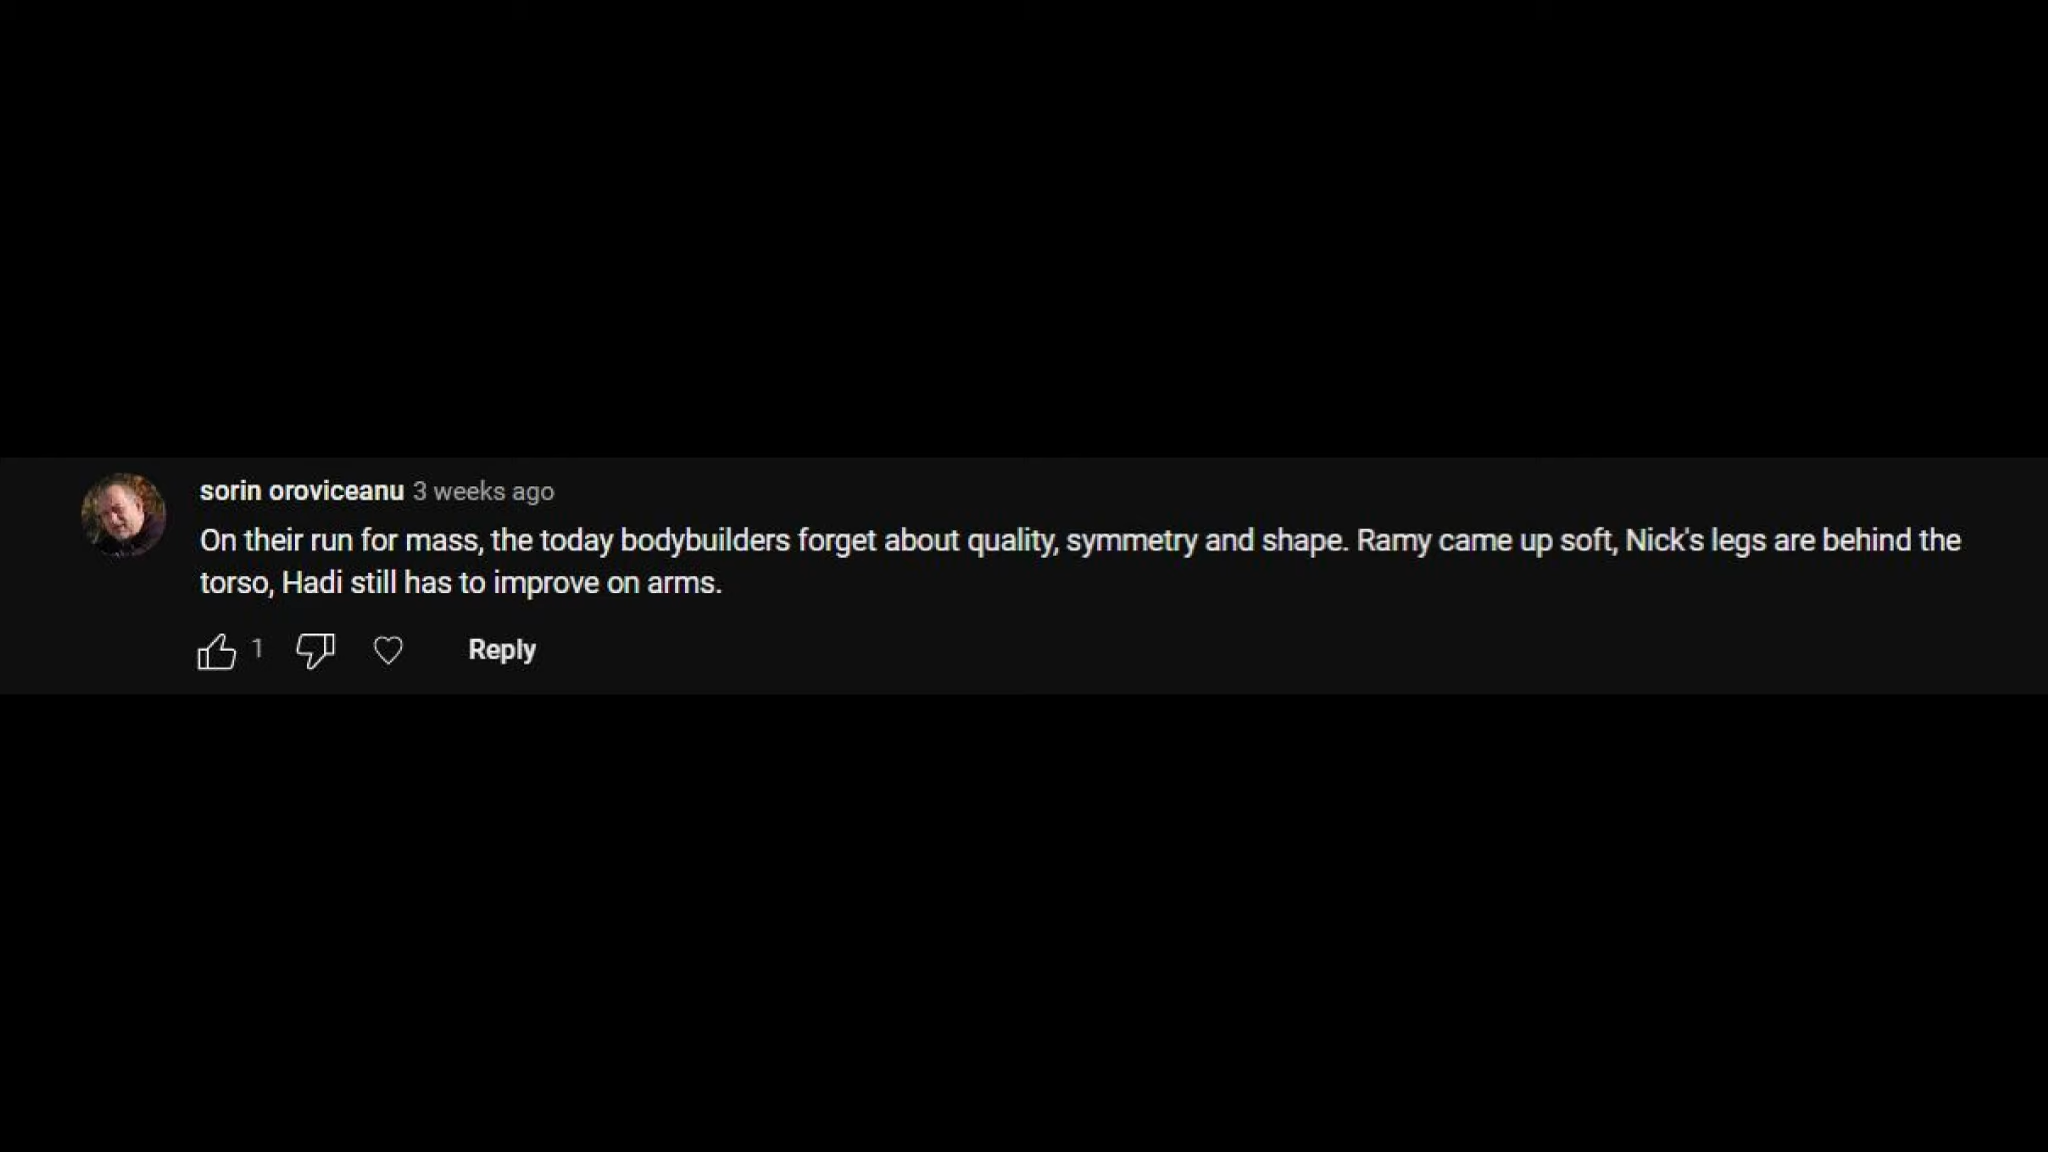 sorin oroviceanu 3 weeks ago
On their run for mass, the today bodybuilders forget about quality, symmetry and shape. Ramy came up soft, Nick's legs are behind the
torso, Hadi still has to improve on arms.
1 Reply